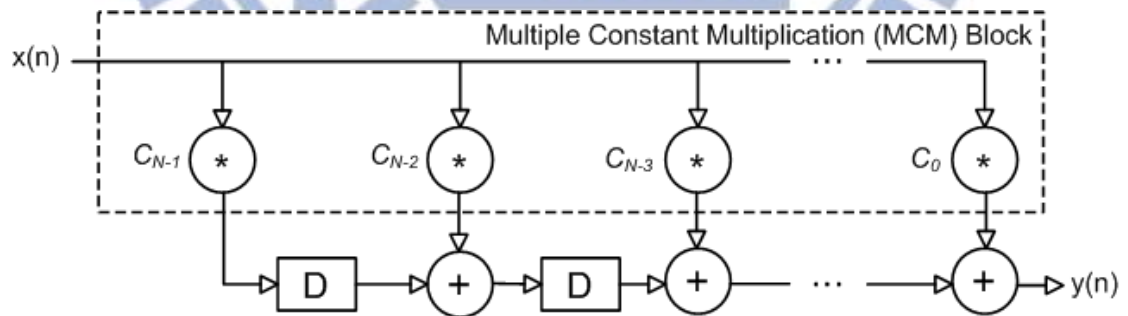 Multiple Constant Multiplication (MCM) Block
x(n) ...
C_{N-1} * C_{N-2} * C_{N-3} * C_0 *
D + D + ... + y(n)